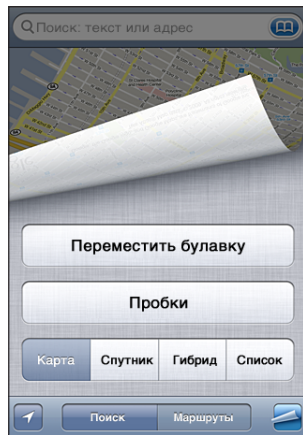 Поиск: текст или адрес
Переместить булавку
Пробки
Карта Спутник Гибрид Список
Поиск Маршруты